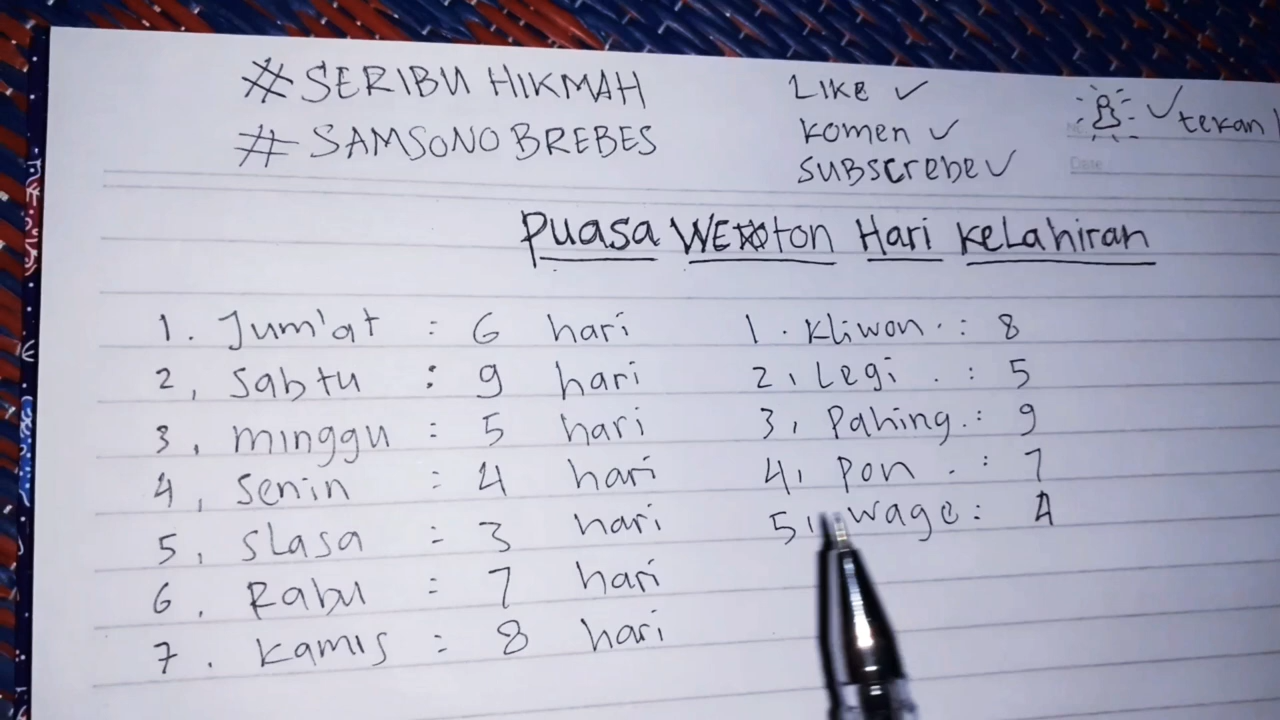 #SERIBU HIKMAH
# SAMSONO BREBES
LIKE ✓
komen ✓
SUBSCREBE ✓
✓ tekan
Date
PUASA WETON Hari KeLahiran
1. Jum'at : 6 hari
2, Sabtu : 9 hari
3, minggu : 5 hari
4, Senin : 4 hari
5, SLasa : 3 hari
6, Rabu : 7 hari
7. Kamis : 8 hari
1. KLiwon . : 8
2, Legi . : 5
3, Pahing . : 9
4, Pon . : 7
5, Wage : 4